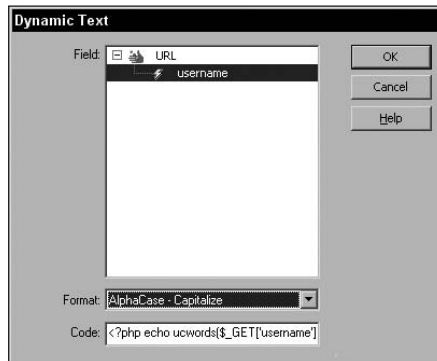 Dynamic Text
Field: URL
username
OK
Cancel
Help
Format: AlphaCase - Capitalize
Code: <?php echo ucwords($_GET['username']